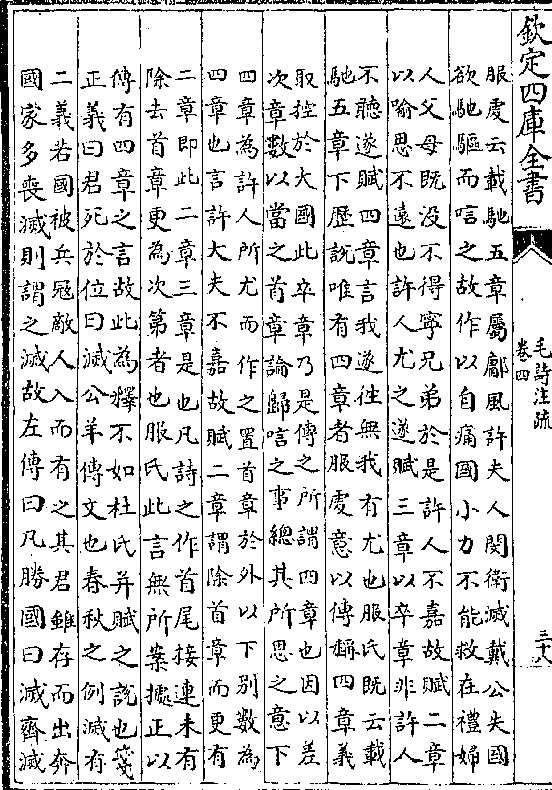 欽定四庫全書
毛詩注疏
卷四
三十八
服虔云載馳五章屬鄘風許夫人閔衛滅戴公失國
欲馳驅而唁之故作以自痛國小力不能救在禮婦
人父母既没不得寧兄弟於是許人不嘉故賦二章
以喻思不遠也許人尤之遂賦三章以卒章非許人
不聽遂賦四章言我遂往無我有尤也服氏既云載
馳五章下歷説唯有四章者服虔意以傳稱四章義
取控於大國此卒章乃是傳之所謂四章也因以差
次章數以當之首章論歸唁之事總其所思之意下
四章為許人所尤而作之置首章於外以下別數為
四章也言許大夫不嘉故賦二章謂除首章而更有
二章即此二章三章是也凡詩之作首尾接連未有
除去首章更為次第者也服氏此言無所案據正以
傳有四章之言故此為釋不如杜氏并賦之説也箋
正義曰君死於位曰滅公羊傳文也春秋之例滅有
二義若國被兵冦敵人入而有之其君雖存而出奔
國家多喪滅則謂之滅故左傳曰凡勝國曰滅齊滅